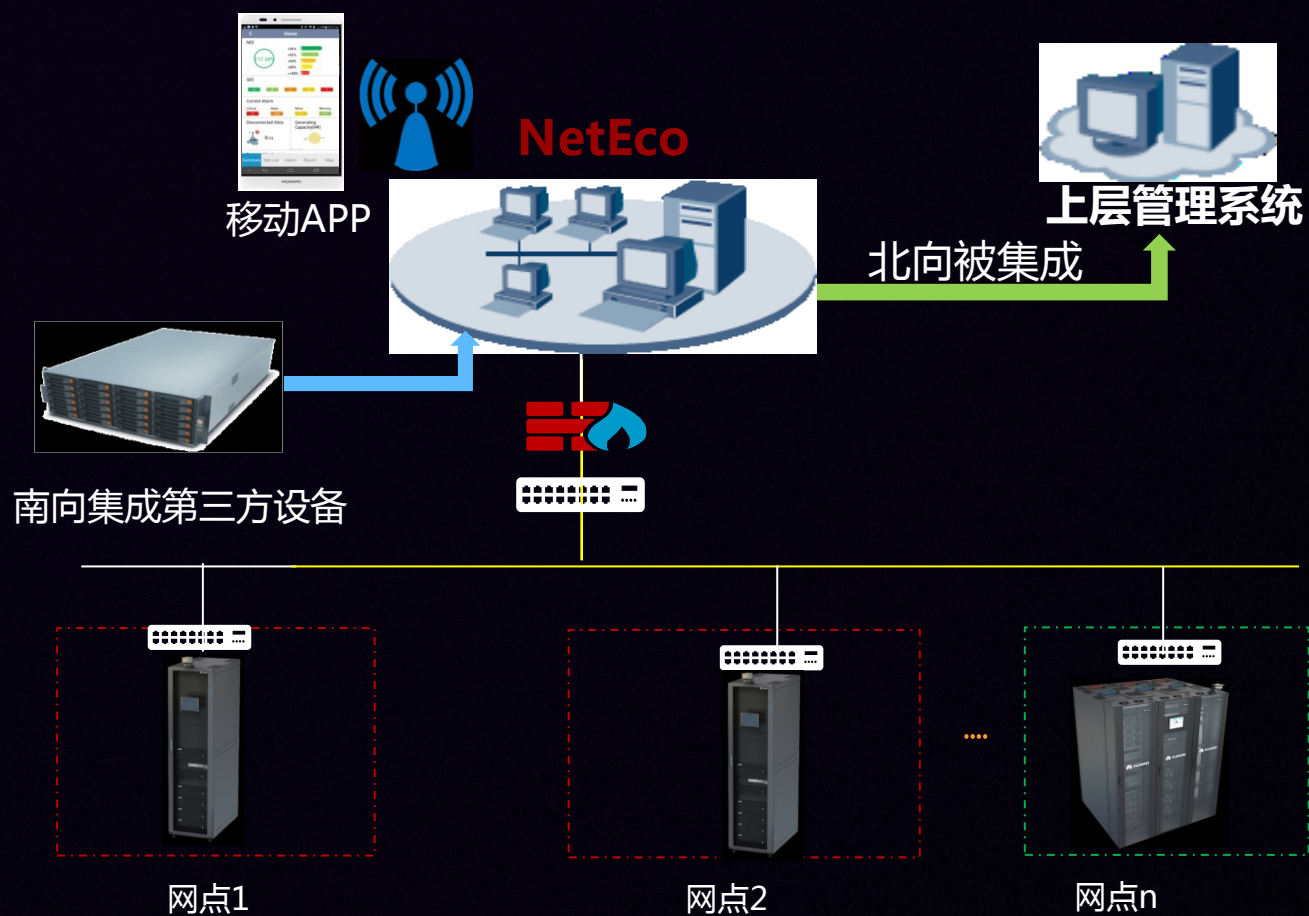 Home
NetEco
移动APP
上层管理系统
北向被集成
南向集成第三方设备
....
网点1
网点2
网点n